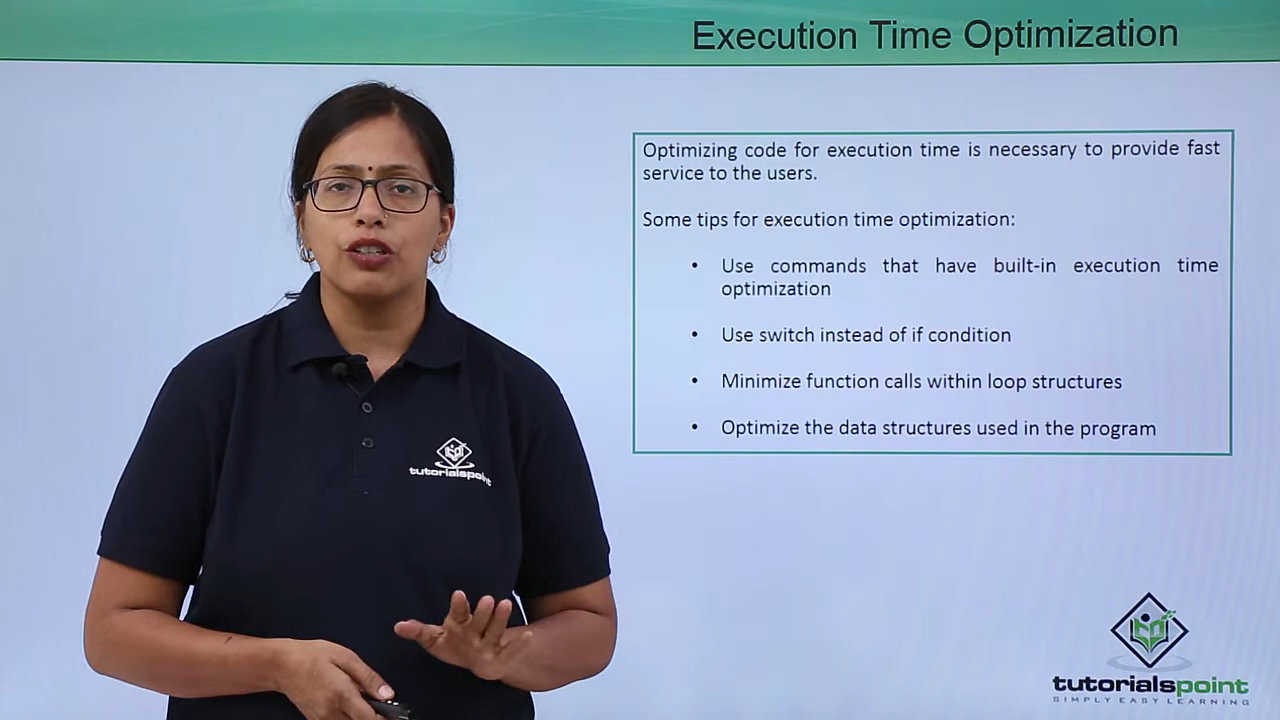 Execution Time Optimization
Optimizing code for execution time is necessary to provide fast
service to the users.
Some tips for execution time optimization:
• Use commands that have built-in execution time
optimization
• Use switch instead of if condition
• Minimize function calls within loop structures
• Optimize the data structures used in the program
tutorialspoint
tutorialspoint
SIMPLY EASY LEARNING